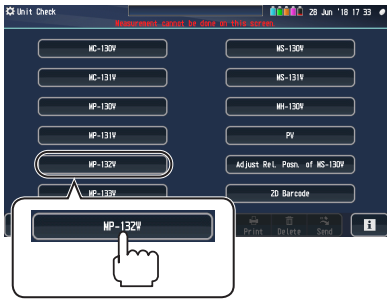 Unit Check
28 Jun '18 17 33
Measurement cannot be done on this screen
MC-130V
MS-130V
MC-131V
MS-131V
MP-130V
MH-130V
MP-131V
PV
MP-132V
Adjust Rel. Posn. of MS-130V
MP-133V
2D Barcode
MP-132V
Print
Delete
Send
i